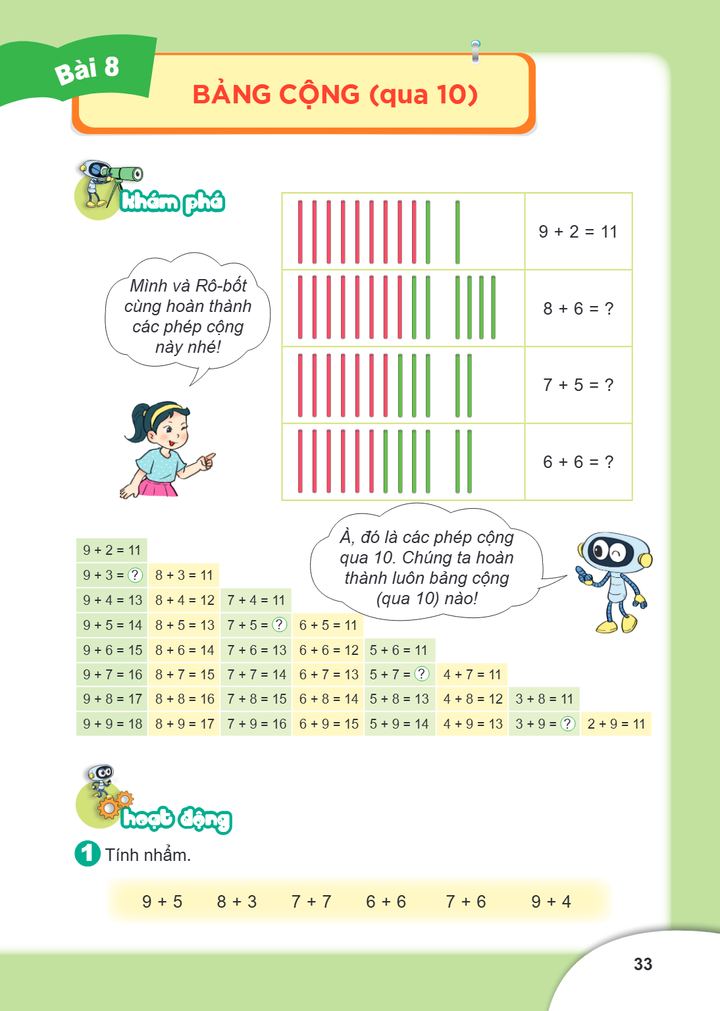 Bài 8
BẢNG CỘNG (qua 10)
khám phá
9 + 2 = 11
Mình và Rô-bốt
cùng hoàn thành
các phép cộng
này nhé!
8 + 6 = ?
7 + 5 = ?
6 + 6 = ?
À, đó là các phép cộng
qua 10. Chúng ta hoàn
thành luôn bảng cộng
(qua 10) nào!
9 + 2 = 11
9 + 3 = ? 8 + 3 = 11
9 + 4 = 13 8 + 4 = 12 7 + 4 = 11
9 + 5 = 14 8 + 5 = 13 7 + 5 = ? 6 + 5 = 11
9 + 6 = 15 8 + 6 = 14 7 + 6 = 13 6 + 6 = 12 5 + 6 = 11
9 + 7 = 16 8 + 7 = 15 7 + 7 = 14 6 + 7 = 13 5 + 7 = ? 4 + 7 = 11
9 + 8 = 17 8 + 8 = 16 7 + 8 = 15 6 + 8 = 14 5 + 8 = 13 4 + 8 = 12 3 + 8 = 11
9 + 9 = 18 8 + 9 = 17 7 + 9 = 16 6 + 9 = 15 5 + 9 = 14 4 + 9 = 13 3 + 9 = ? 2 + 9 = 11
hoạt động
1 Tính nhẩm.
9 + 5 8 + 3 7 + 7 6 + 6 7 + 6 9 + 4
33